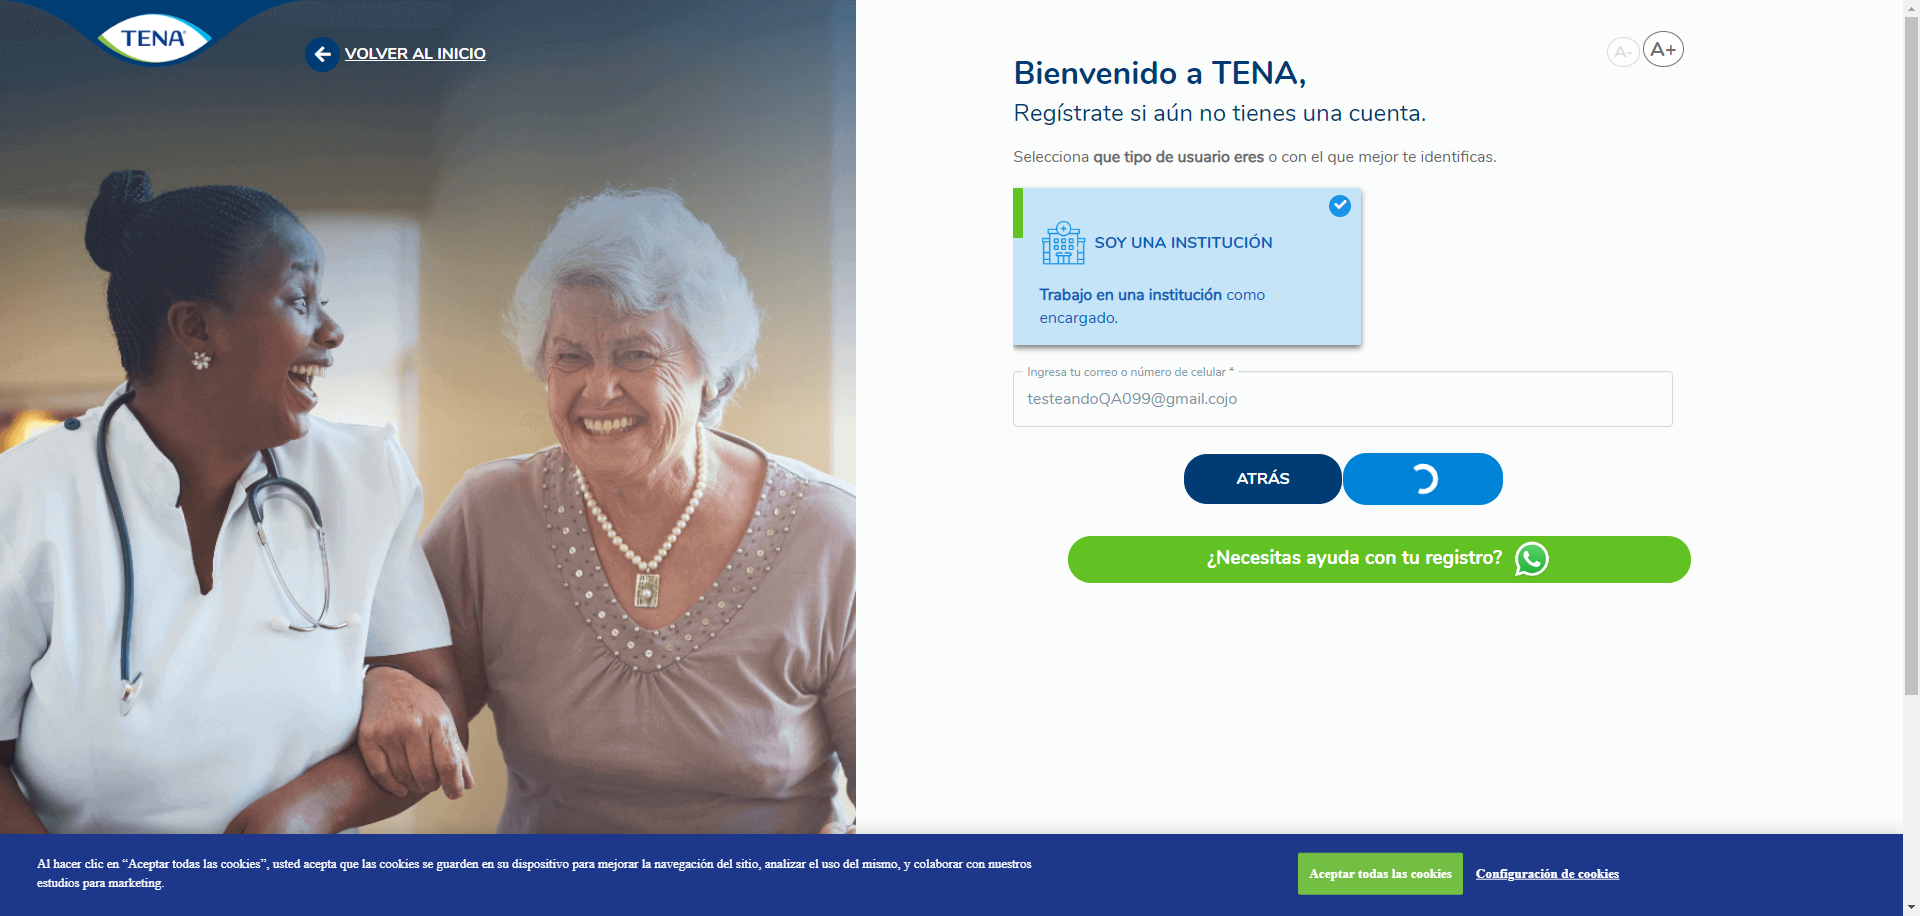 TENA
VOLVER AL INICIO
A-
A+
Bienvenido a TENA,
Regístrate si aún no tienes una cuenta.
Selecciona que tipo de usuario eres o con el que mejor te identificas.
SOY UNA INSTITUCIÓN
Trabajo en una institución como
encargado.
Ingresa tu correo o número de celular *
testeandoQA099@gmail.cojo
ATRÁS
¿Necesitas ayuda con tu registro?
Al hacer clic en “Aceptar todas las cookies”, usted acepta que las cookies se guarden en su dispositivo para mejorar la navegación del sitio, analizar el uso del mismo, y colaborar con nuestros
estudios para marketing.
Aceptar todas las cookies
Configuración de cookies